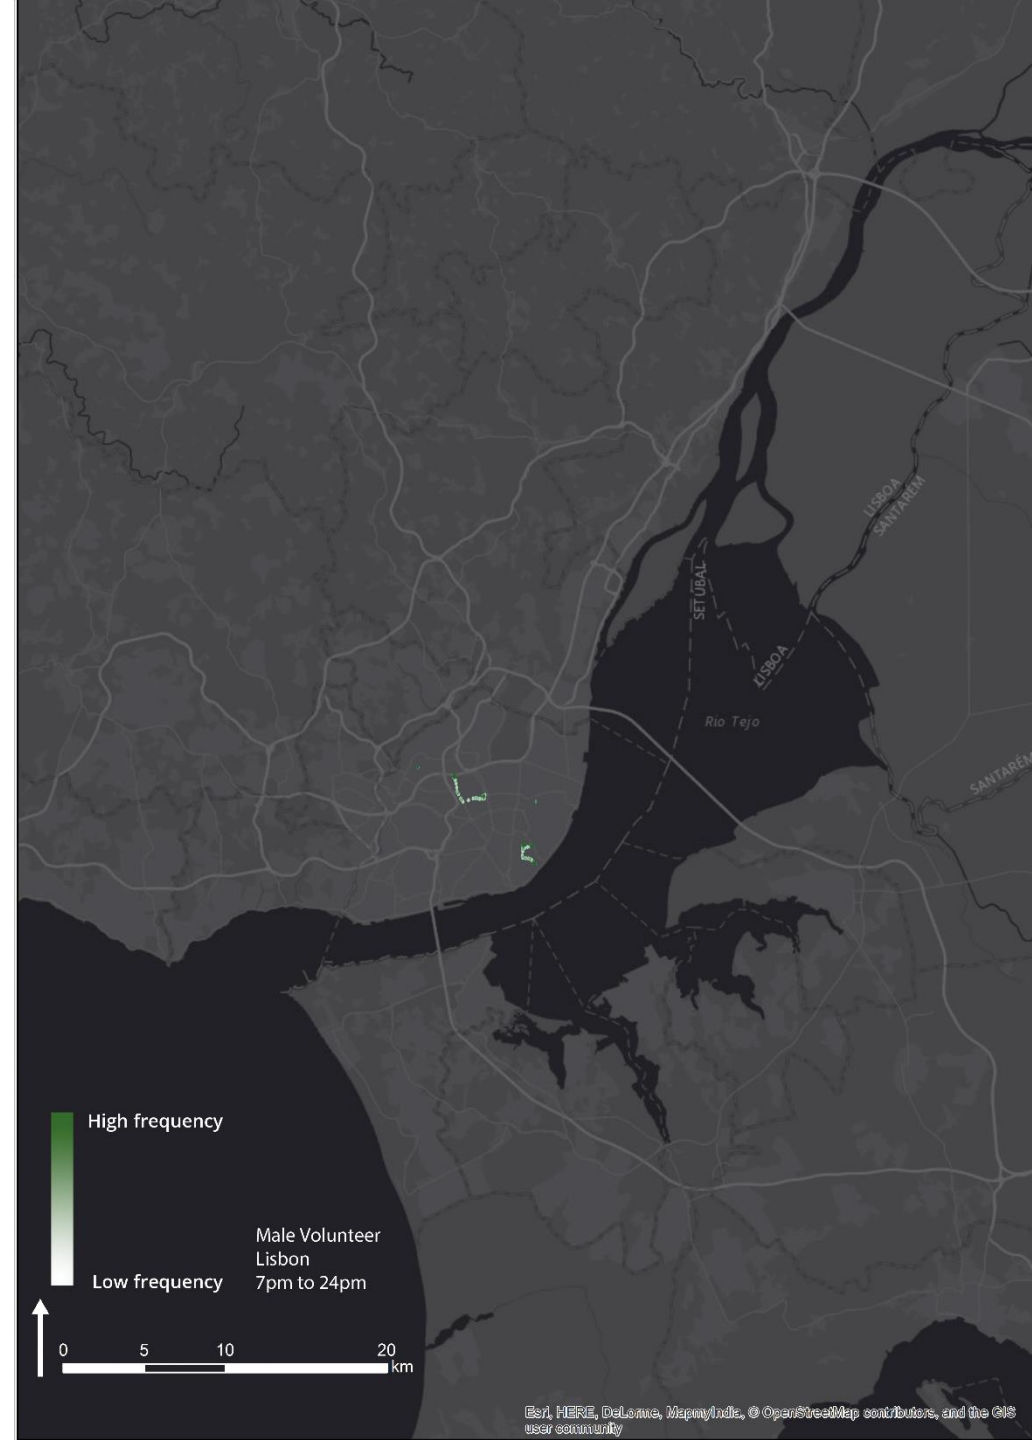 LISBOA
SANTARÉM
SETÚBAL
LISBOA
Rio Tejo
SANTARÉM
High frequency
Male Volunteer
Lisbon
Low frequency
7pm to 24pm
0 5 10 20
km
Esri, HERE, DeLorme, MapmyIndia, © OpenStreetMap contributors, and the GIS
user community